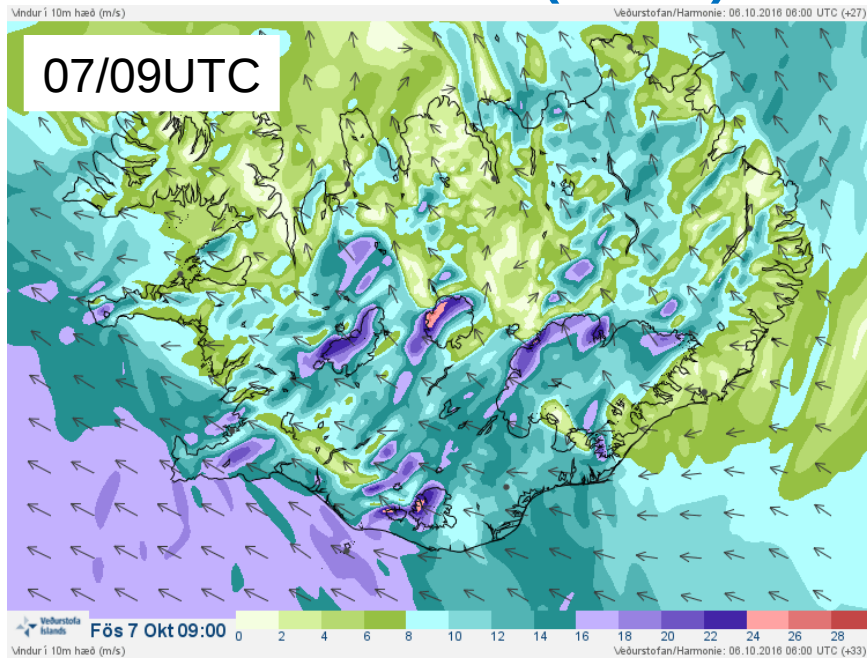 Vindur í 10m hæð (m/s) Veðurstofan/Harmonie: 06.10.2016 06:00 UTC (+27)
07/09UTC
Veðurstofa
Íslands
Fös 7 Okt 09:00
0 2 4 6 8 10 12 14 16 18 20 22 24 26 28
Vindur í 10m hæð (m/s) Veðurstofan/Harmonie: 06.10.2016 06:00 UTC (+33)